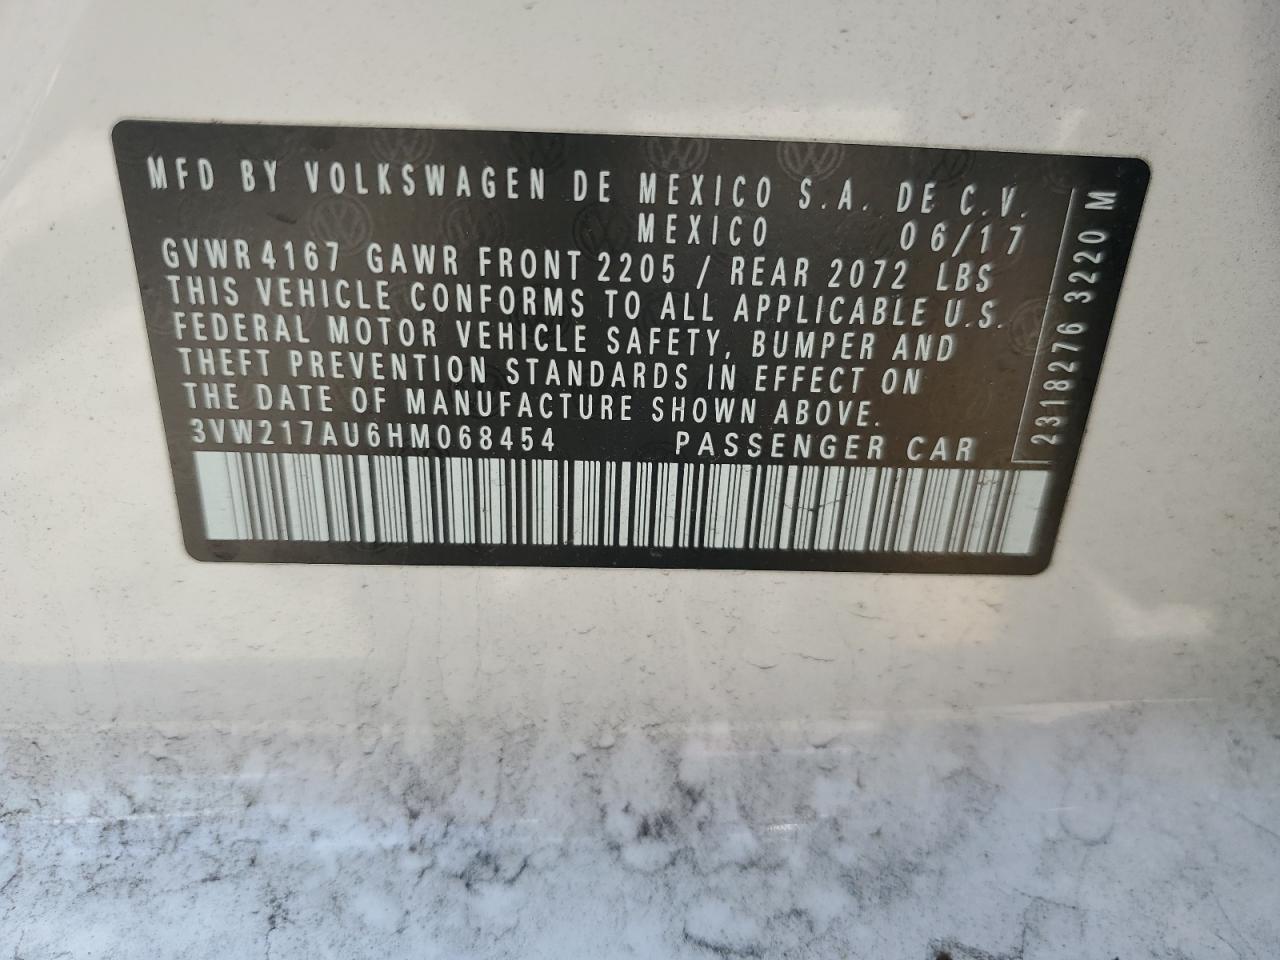 MFD BY VOLKSWAGEN DE MEXICO S.A. DE C.V.
MEXICO 06/17
GVWR 4167 GAWR FRONT 2205 / REAR 2072 LBS
THIS VEHICLE CONFORMS TO ALL APPLICABLE U.S.
FEDERAL MOTOR VEHICLE SAFETY, BUMPER AND
THEFT PREVENTION STANDARDS IN EFFECT ON
THE DATE OF MANUFACTURE SHOWN ABOVE.
3VW217AU6HM068454 PASSENGER CAR
2318276 3220 M